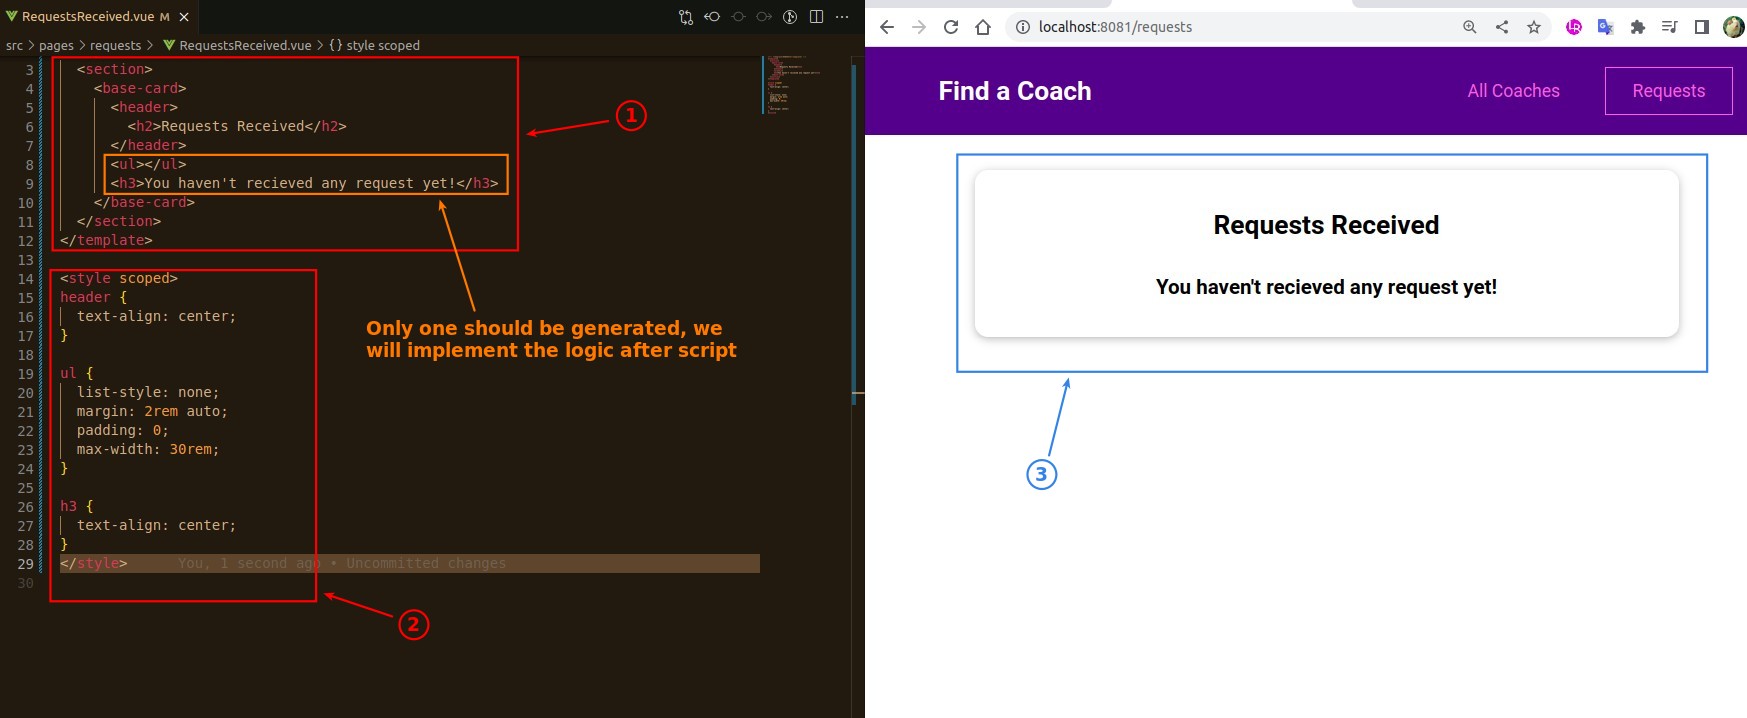 RequestsReceived.vue M
src > pages > requests > RequestsReceived.vue > {} style scoped
3 <section>
4 <base-card>
5 <header>
6 <h2>Requests Received</h2>
7 </header>
8 <ul></ul>
9 <h3>You haven't recieved any request yet!</h3>
10 </base-card>
11 </section>
12 </template>
13
14 <style scoped>
15 header {
16 text-align: center;
17 }
18
19 ul {
20 list-style: none;
21 margin: 2rem auto;
22 padding: 0;
23 max-width: 30rem;
24 }
25
26 h3 {
27 text-align: center;
28 }
29 </style> You, 1 second ago • Uncommitted changes
30
1
Only one should be generated, we
will implement the logic after script
2
localhost:8081/requests
Find a Coach
All Coaches
Requests
Requests Received
You haven't recieved any request yet!
3